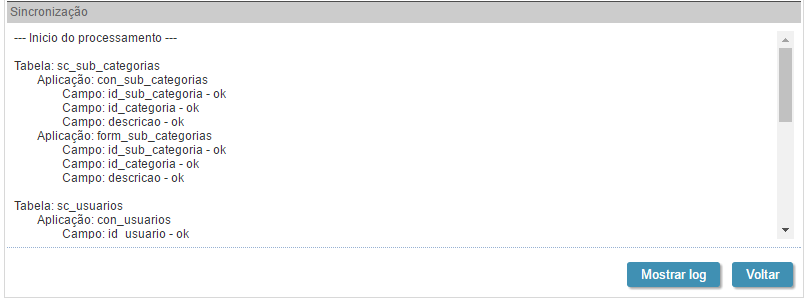 Sincronização
--- Inicio do processamento ---
Tabela: sc_sub_categorias
Aplicação: con_sub_categorias
Campo: id_sub_categoria - ok
Campo: id_categoria - ok
Campo: descricao - ok
Aplicação: form_sub_categorias
Campo: id_sub_categoria - ok
Campo: id_categoria - ok
Campo: descricao - ok
Tabela: sc_usuarios
Aplicação: con_usuarios
Campo: id_usuario - ok
Mostrar log
Voltar